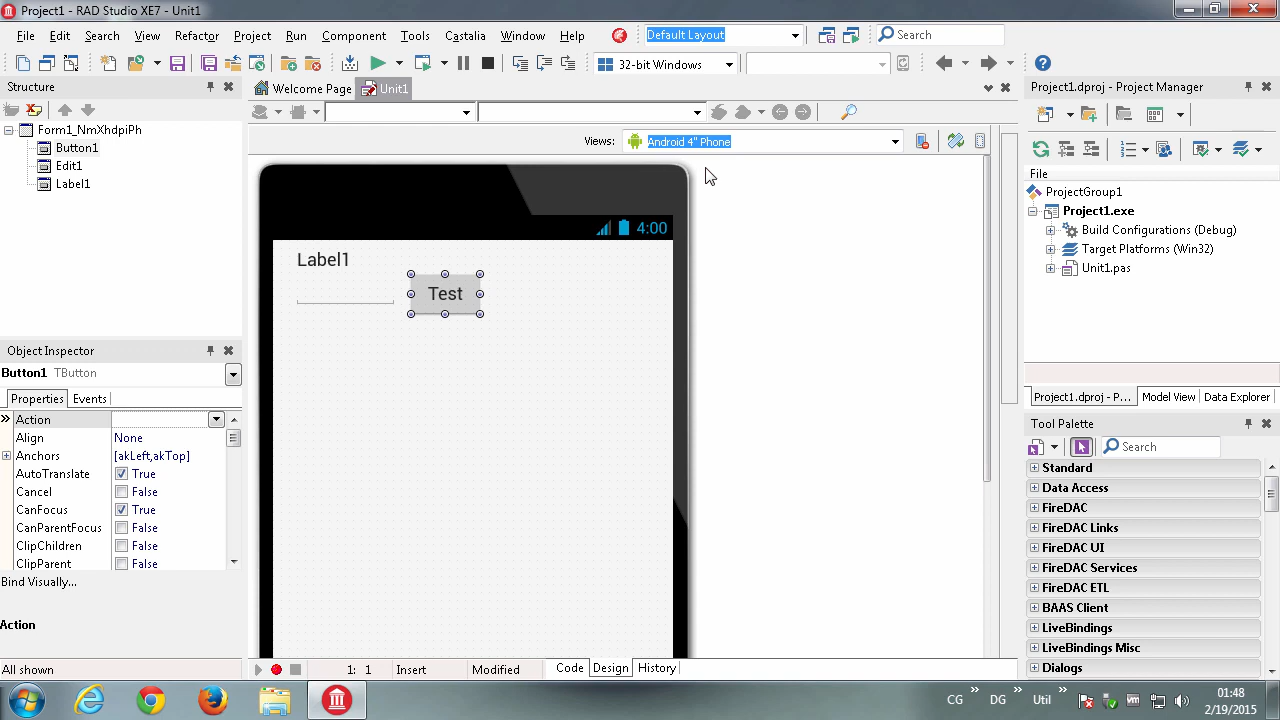 Project1 - RAD Studio XE7 - Unit1
File Edit Search View Refactor Project Run Component Tools Castalia Window Help Default Layout Search
32-bit Windows
Structure
Welcome Page Unit1
Project1.dproj - Project Manager
Form1_NmXhdpiPh
Button1
Edit1
Label1
Views: Android 4" Phone
4:00
Label1
Test
File
ProjectGroup1
Project1.exe
Build Configurations (Debug)
Target Platforms (Win32)
Unit1.pas
Object Inspector
Button1 TButton
Properties Events
Action
Align None
Anchors [akLeft,akTop]
AutoTranslate True
Cancel False
CanFocus True
CanParentFocus False
ClipChildren False
ClipParent False
Bind Visually...
Action
All shown
Project1.dproj - P... Model View Data Explorer
Tool Palette
Search
Standard
Data Access
FireDAC
FireDAC Links
FireDAC UI
FireDAC Services
FireDAC ETL
BAAS Client
LiveBindings
LiveBindings Misc
Dialogs
1: 1 Insert Modified Code Design History
CG » DG » Util »
01:48
2/19/2015